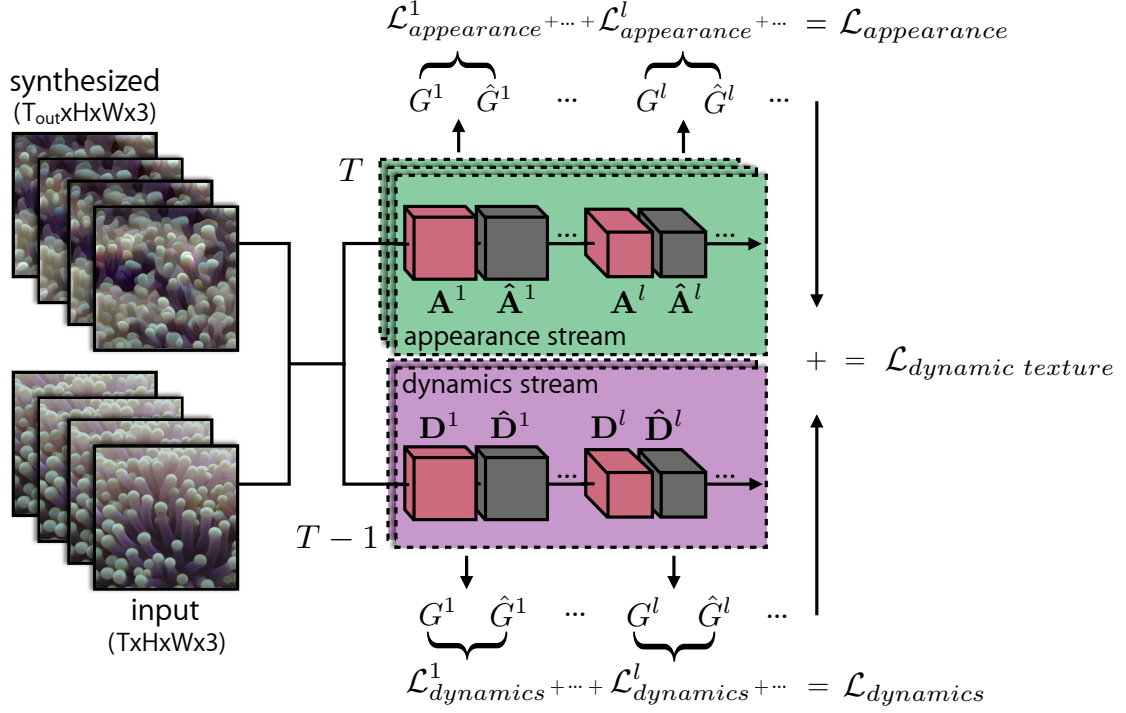 ℒ¹appearance +···+ ℒˡappearance +··· = ℒappearance
G¹ Ĝ¹ ··· Gˡ Ĝˡ ···
synthesized
(TₒᵤₜxHxWx3)
T
··· ···
𝐀¹ 𝐀̂¹ 𝐀ˡ 𝐀̂ˡ
appearance stream
+ = ℒdynamic texture
dynamics stream
𝐃¹ 𝐃̂¹ 𝐃ˡ 𝐃̂ˡ
··· ···
T − 1
input
(TxHxWx3)
G¹ Ĝ¹ ··· Gˡ Ĝˡ ···
ℒ¹dynamics +···+ ℒˡdynamics +··· = ℒdynamics